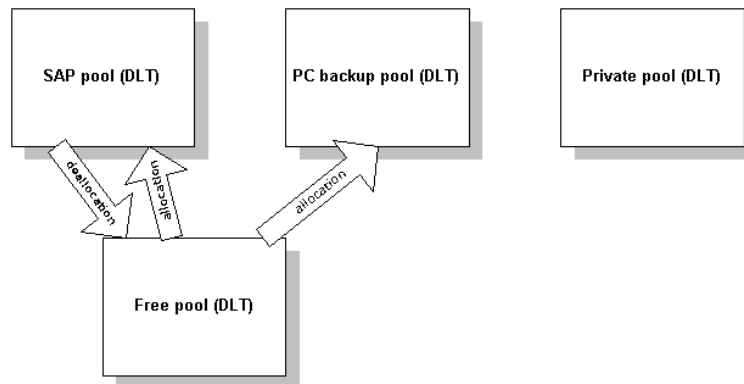 SAP pool (DLT)
PC backup pool (DLT)
Private pool (DLT)
deallocation
allocation
allocation
Free pool (DLT)